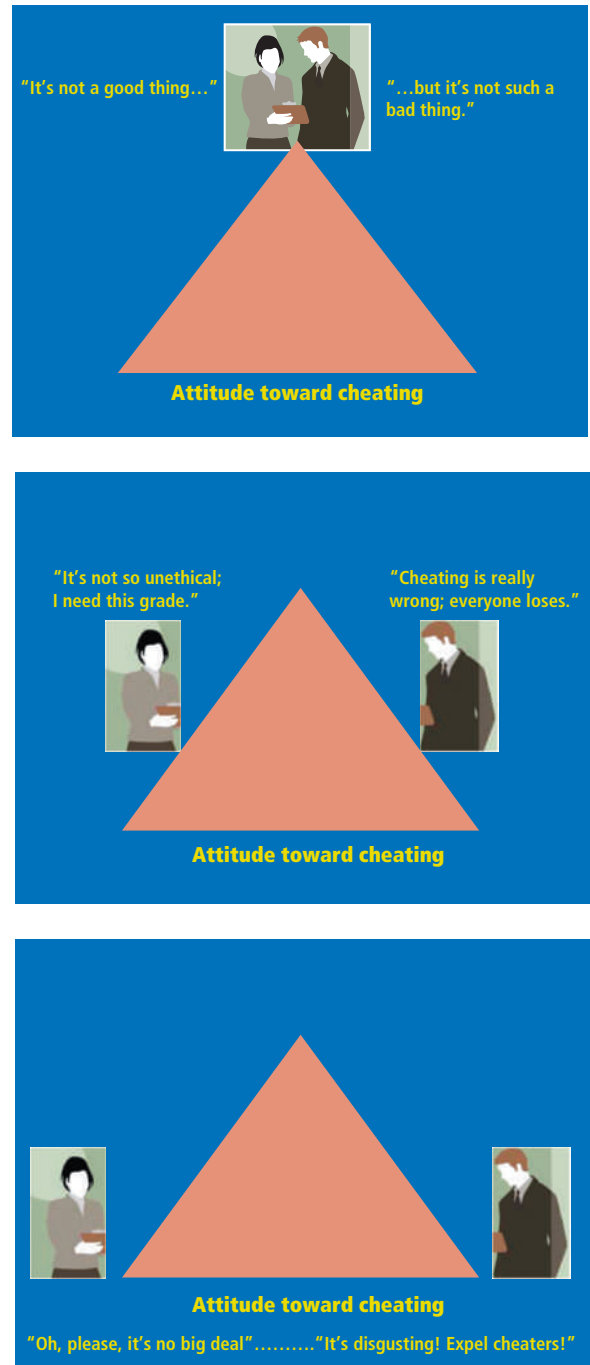 “It’s not a good thing…”
“…but it’s not such a
bad thing.”
Attitude toward cheating
“It’s not so unethical;
I need this grade.”
“Cheating is really
wrong; everyone loses.”
Attitude toward cheating
Attitude toward cheating
“Oh, please, it’s no big deal”..........“It’s disgusting! Expel cheaters!”